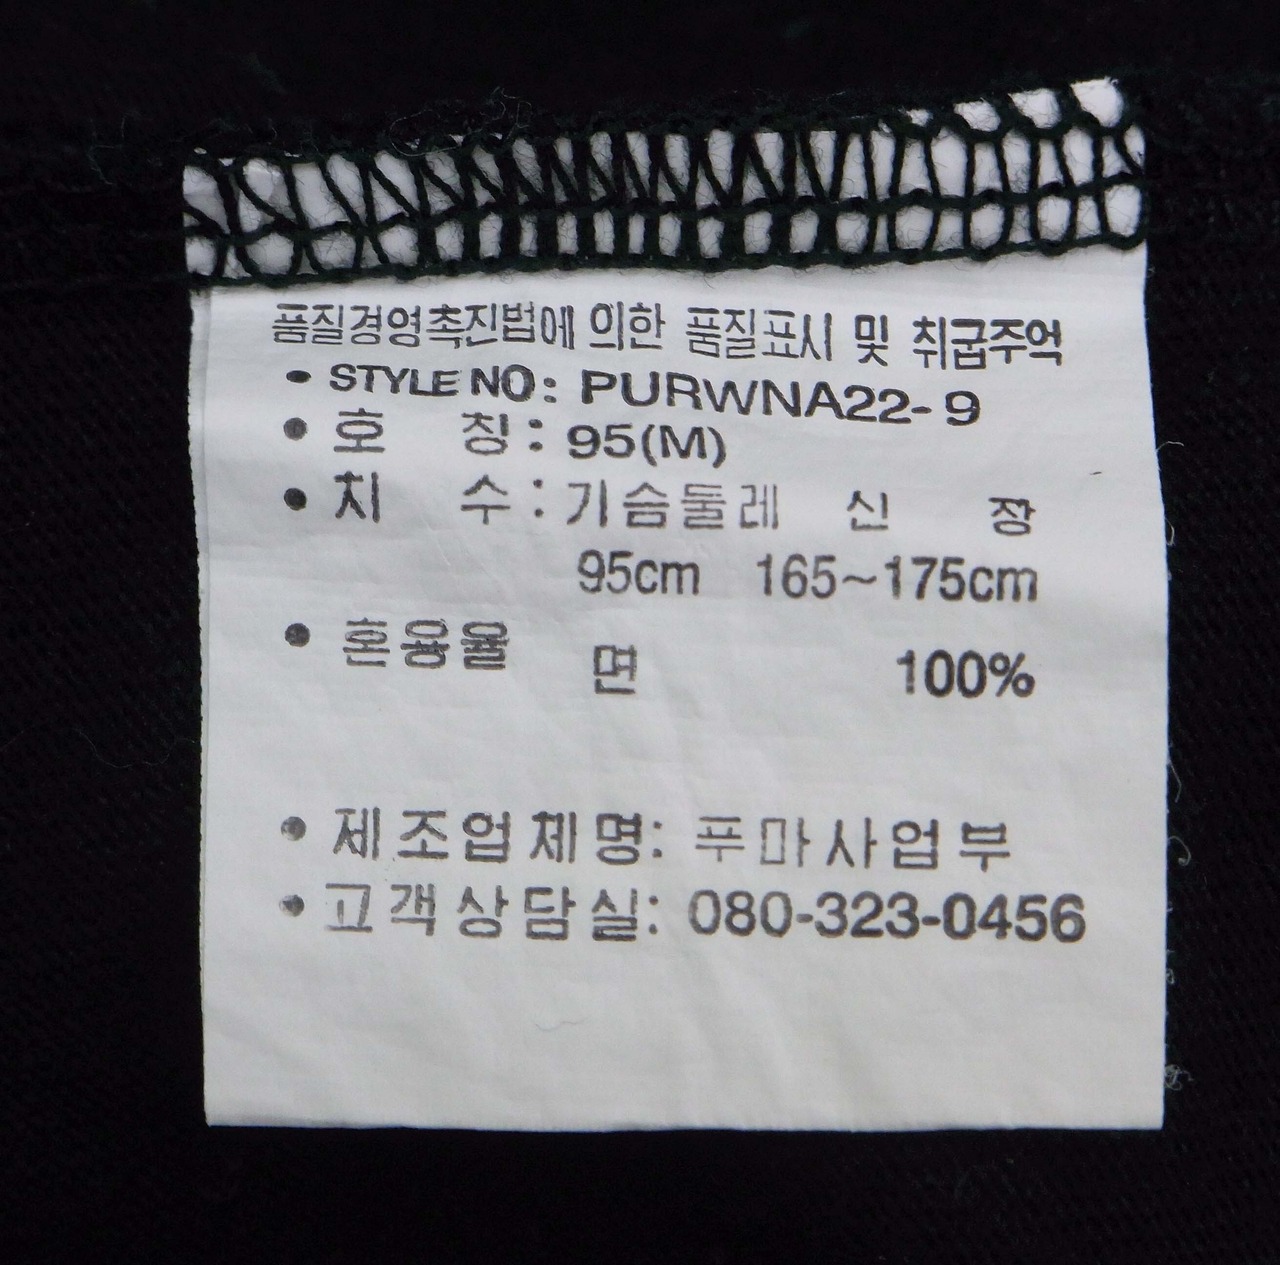 품질경영촉진법에 의한 품질표시 및 취굽주억
• STYLE NO: PURWNA22-9
• 호 칭: 95(M)
• 치 수: 기슴둘레 신 장
95cm 165~175cm
• 혼용율 면 100%
• 제조업체명: 푸마사업부
• 고객상담실: 080-323-0456